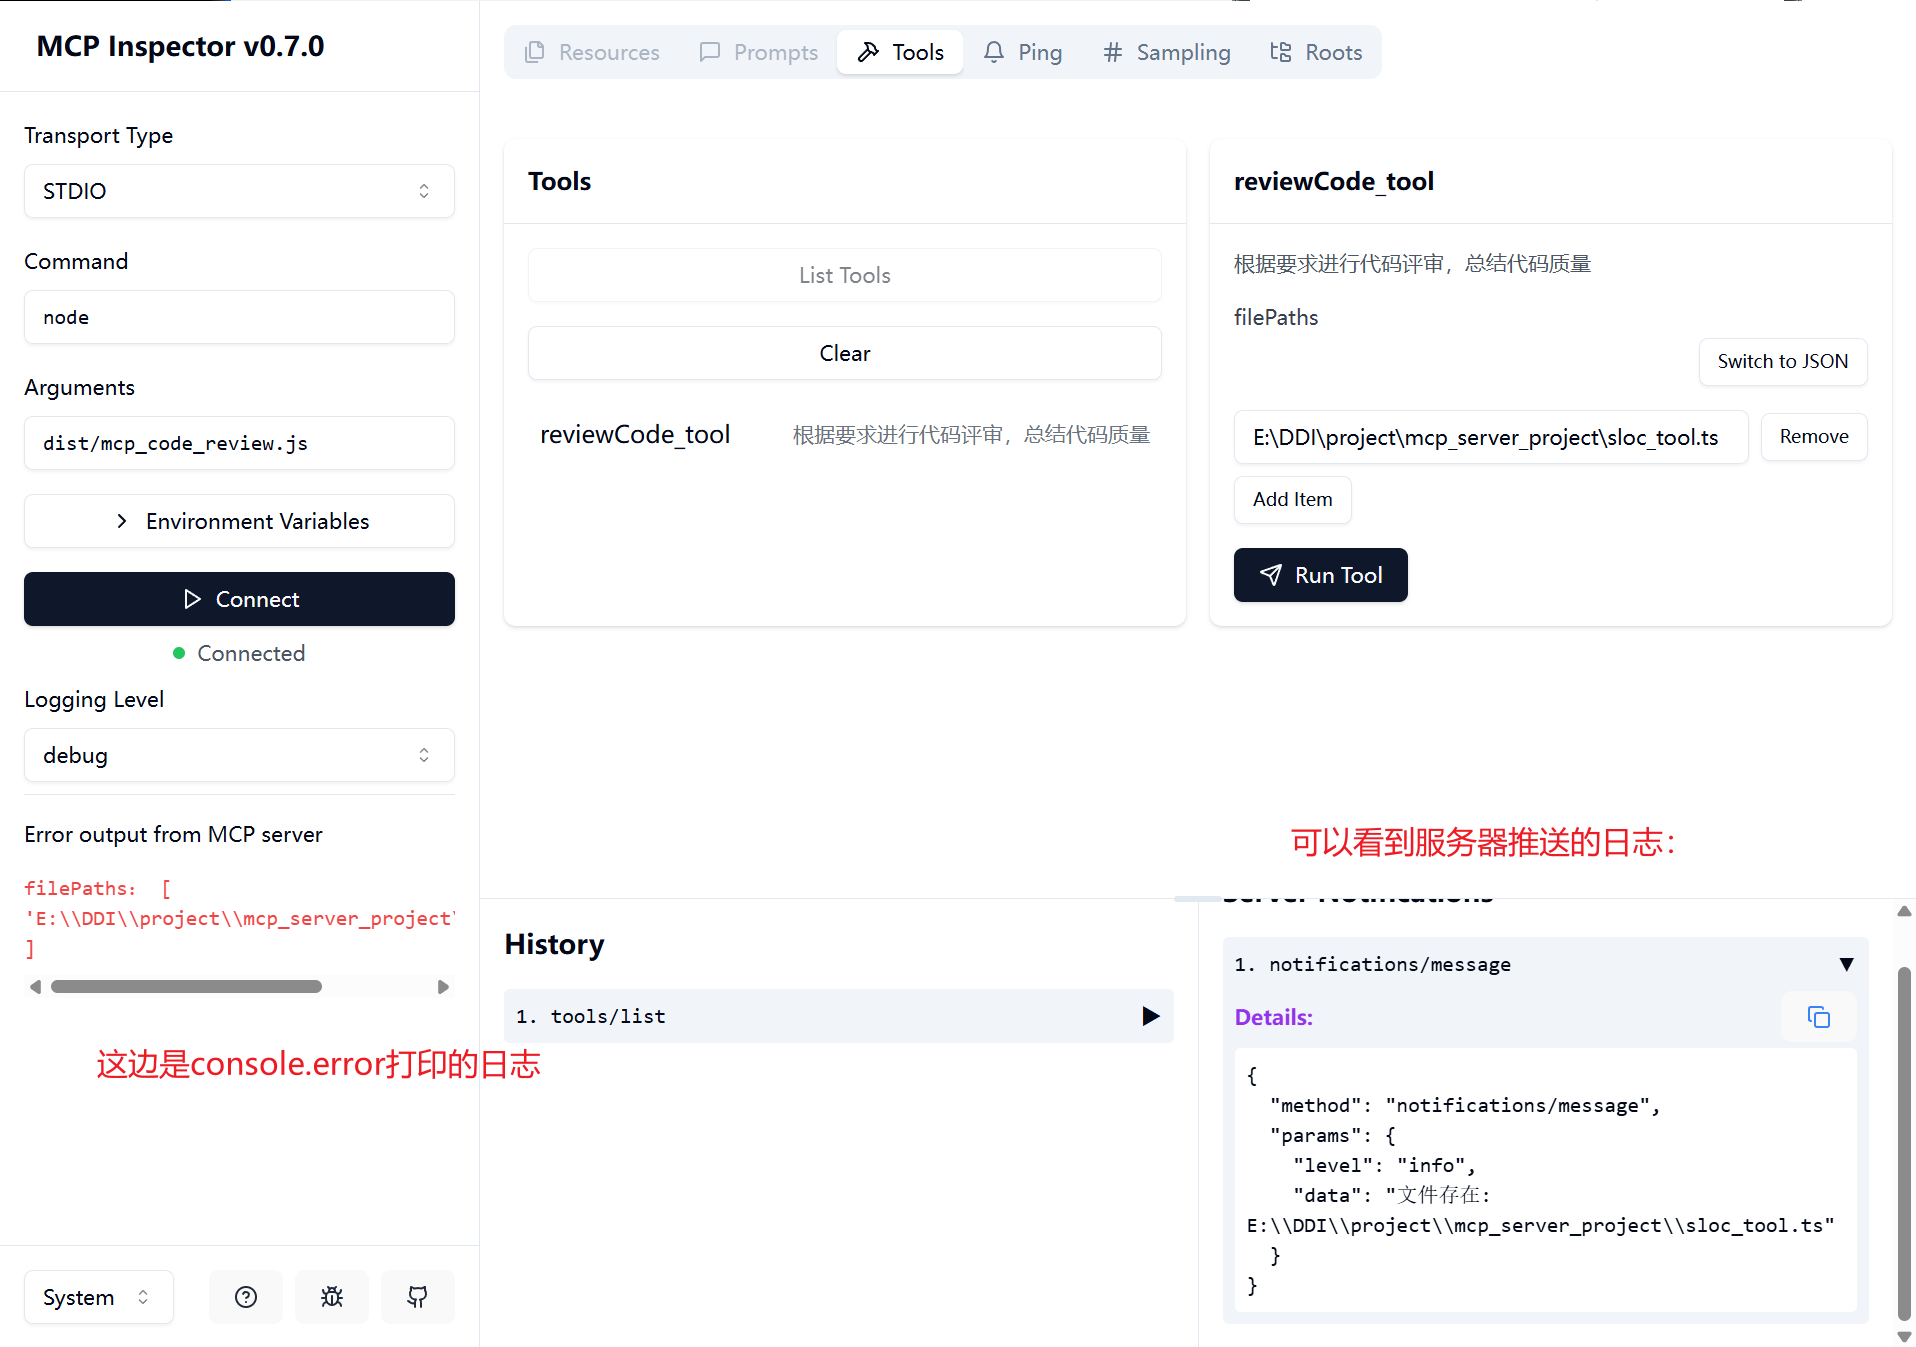 MCP Inspector v0.7.0
Transport Type
STDIO
Command
node
Arguments
dist/mcp_code_review.js
Environment Variables
Connect
Connected
Logging Level
debug
Error output from MCP server
filePaths:  [
'E:\\DDI\\project\\mcp_server_project\
]
这边是console.error打印的日志
System
Resources
Prompts
Tools
Ping
Sampling
Roots
Tools
List Tools
Clear
reviewCode_tool
根据要求进行代码评审，总结代码质量
reviewCode_tool
根据要求进行代码评审，总结代码质量
filePaths
Switch to JSON
E:\DDI\project\mcp_server_project\sloc_tool.ts
Remove
Add Item
Run Tool
可以看到服务器推送的日志：
History
1. tools/list
Server Notifications
1. notifications/message
Details:
{
"method": "notifications/message",
"params": {
"level": "info",
"data": "文件存在:
E:\\DDI\\project\\mcp_server_project\\sloc_tool.ts"
}
}